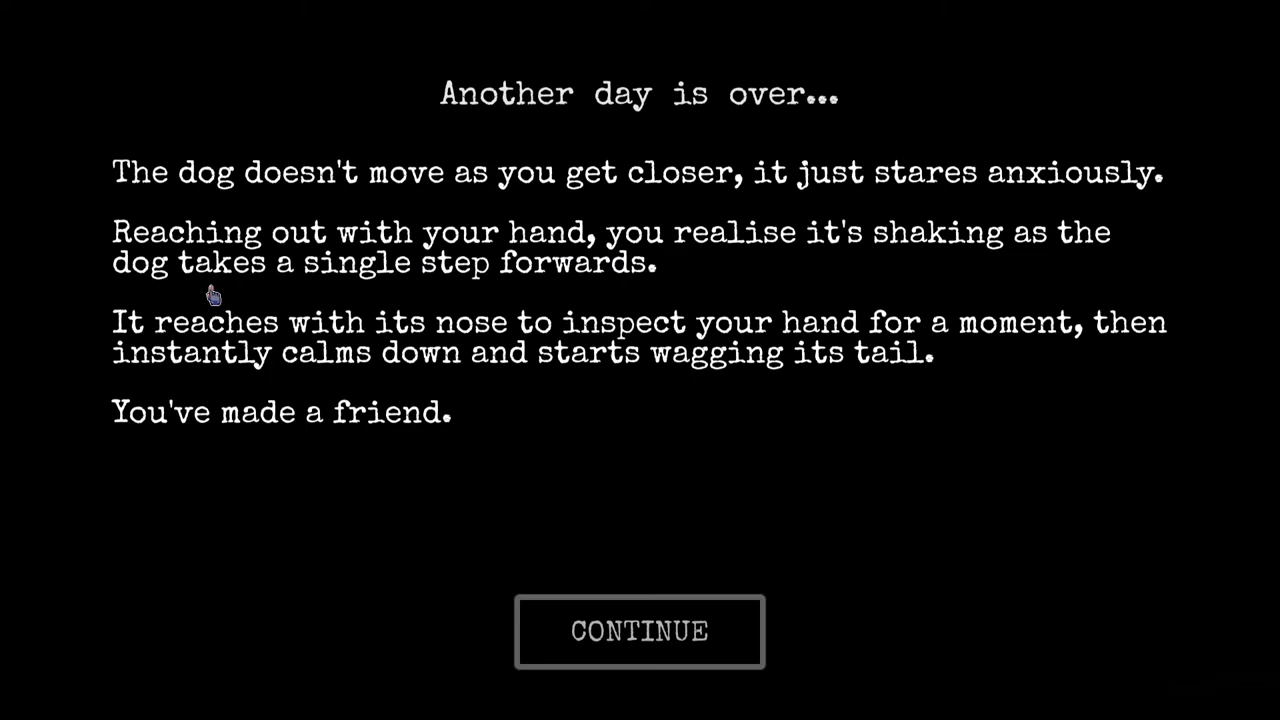 Another day is over...
The dog doesn't move as you get closer, it just stares anxiously.
Reaching out with your hand, you realise it's shaking as the
dog takes a single step forwards.
It reaches with its nose to inspect your hand for a moment, then
instantly calms down and starts wagging its tail.
You've made a friend.
CONTINUE